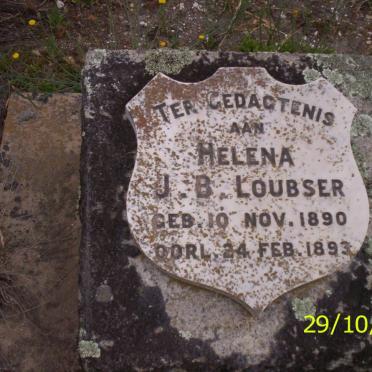 TER GEDACTENIS
AAN
HELENA
J. B. LOUBSER
GEB. 10 NOV. 1890
OORL. 24 FEB. 1893
29/10/